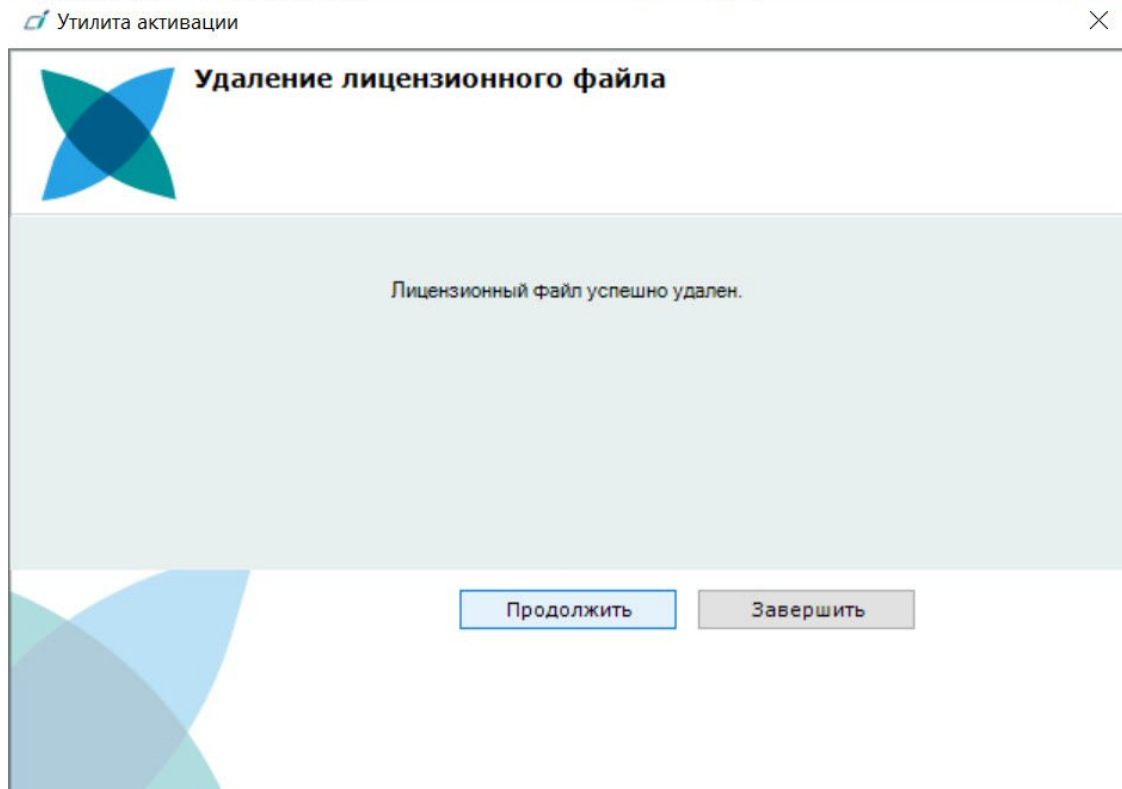 Утилита активации
Удаление лицензионного файла
Лицензионный файл успешно удален.
Продолжить
Завершить